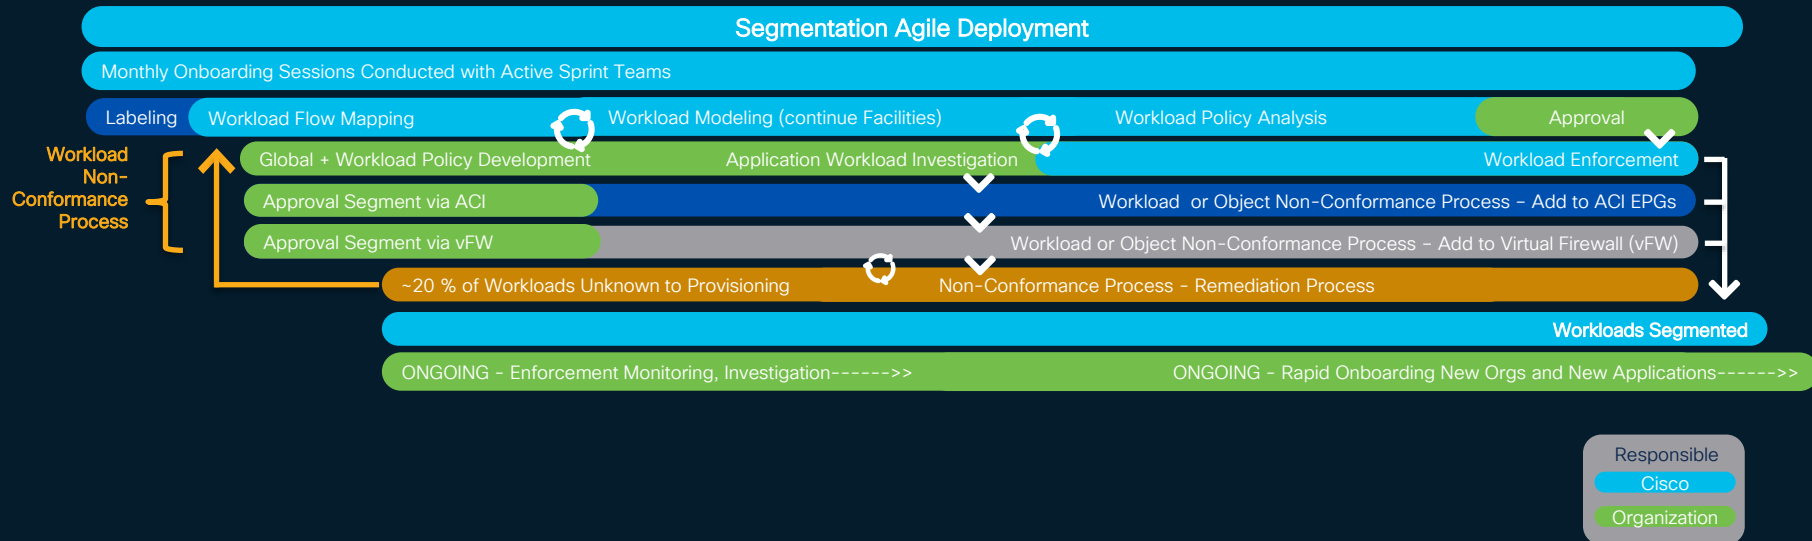 Segmentation Agile Deployment
Monthly Onboarding Sessions Conducted with Active Sprint Teams
Labeling
Workload Flow Mapping
Workload Modeling (continue Facilities)
Workload Policy Analysis
Approval
Workload
Non-
Conformance
Process
Global + Workload Policy Development
Application Workload Investigation
Workload Enforcement
Approval Segment via ACI
Workload or Object Non-Conformance Process - Add to ACI EPGs
Approval Segment via vFW
Workload or Object Non-Conformance Process - Add to Virtual Firewall (vFW)
~20 % of Workloads Unknown to Provisioning
Non-Conformance Process - Remediation Process
Workloads Segmented
ONGOING - Enforcement Monitoring, Investigation------>>
ONGOING - Rapid Onboarding New Orgs and New Applications------>>
Responsible
Cisco
Organization